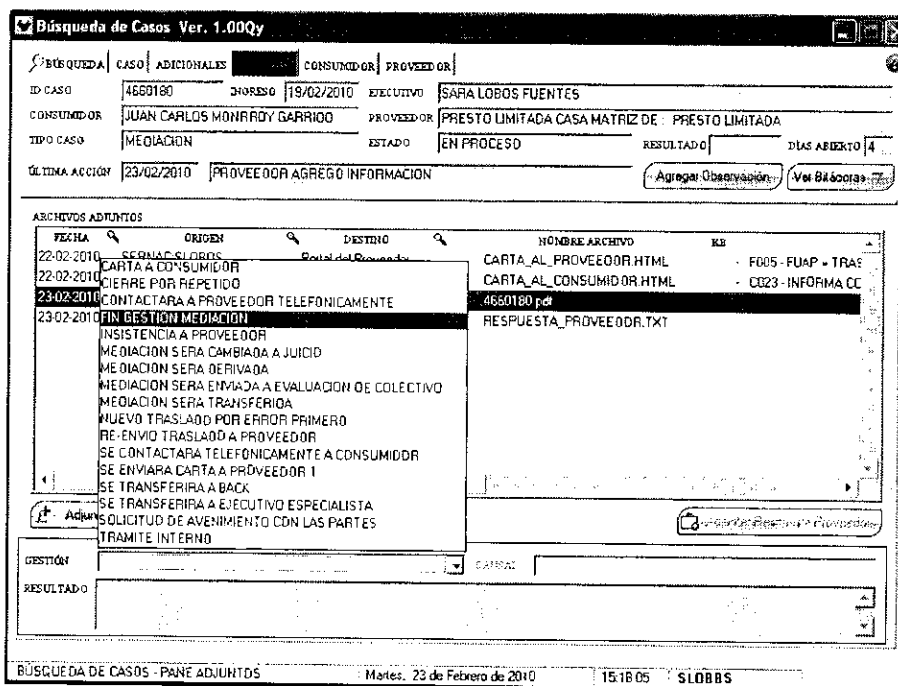 Búsqueda de Casos Ver. 1.00Qy
BÚSQUEDA CASO ADICIONALES CONSUMIDOR PROVEEDOR
ID CASO 4660180 INGRESO 19/02/2010 EJECUTIVO SARA LOBOS FUENTES
CONSUMIDOR JUAN CARLOS MONRROY GARRIDO PROVEEDOR PRESTO LIMITADA CASA MATRIZ DE : PRESTO LIMITADA
TIPO CASO MEDIACION ESTADO EN PROCESO RESULTADO DÍAS ABIERTO 4
ÚLTIMA ACCIÓN 23/02/2010 PROVEEDOR AGREGO INFORMACION Agregar Observación Ver Bitácoras
ARCHIVOS ADJUNTOS
FECHA ORIGEN DESTINO NOMBRE ARCHIVO KB
22-02-2010 SERNAC SLOBOS Portal del Proveedor CARTA_AL_PROVEEDOR.HTML - F005 - FUAP - TRAS
22-02-2010 CARTA_AL_CONSUMIDOR.HTML - C023 - INFORMA CC
23-02-2010 4660180.pdf
23-02-2010 RESPUESTA_PROVEEDOR.TXT
CARTA A CONSUMIDOR
CIERRE POR REPETIDO
CONTACTARA A PROVEEDOR TELEFONICAMENTE
FIN GESTION MEDIACION
INSISTENCIA A PROVEEDOR
MEDIACION SERA CAMBIADA A JUICIO
MEDIACION SERA DERIVADA
MEDIACION SERA ENVIADA A EVALUACION DE COLECTIVO
MEDIACION SERA TRANSFERIDA
NUEVO TRASLADO POR ERROR PRIMERO
RE-ENVIO TRASLADO A PROVEEDOR
SE CONTACTARA TELEFONICAMENTE A CONSUMIDOR
SE ENVIARA CARTA A PROVEEDOR 1
SE TRANSFERIRA A BACK
SE TRANSFERIRA A EJECUTIVO ESPECIALISTA
SOLICITUD DE AVENIMIENTO CON LAS PARTES
TRAMITE INTERNO
Adjun
GESTIÓN CAUSAL
RESULTADO
BÚSQUEDA DE CASOS - PANE ADJUNTOS Martes, 23 de Febrero de 2010 15:18:05 SLOBBS